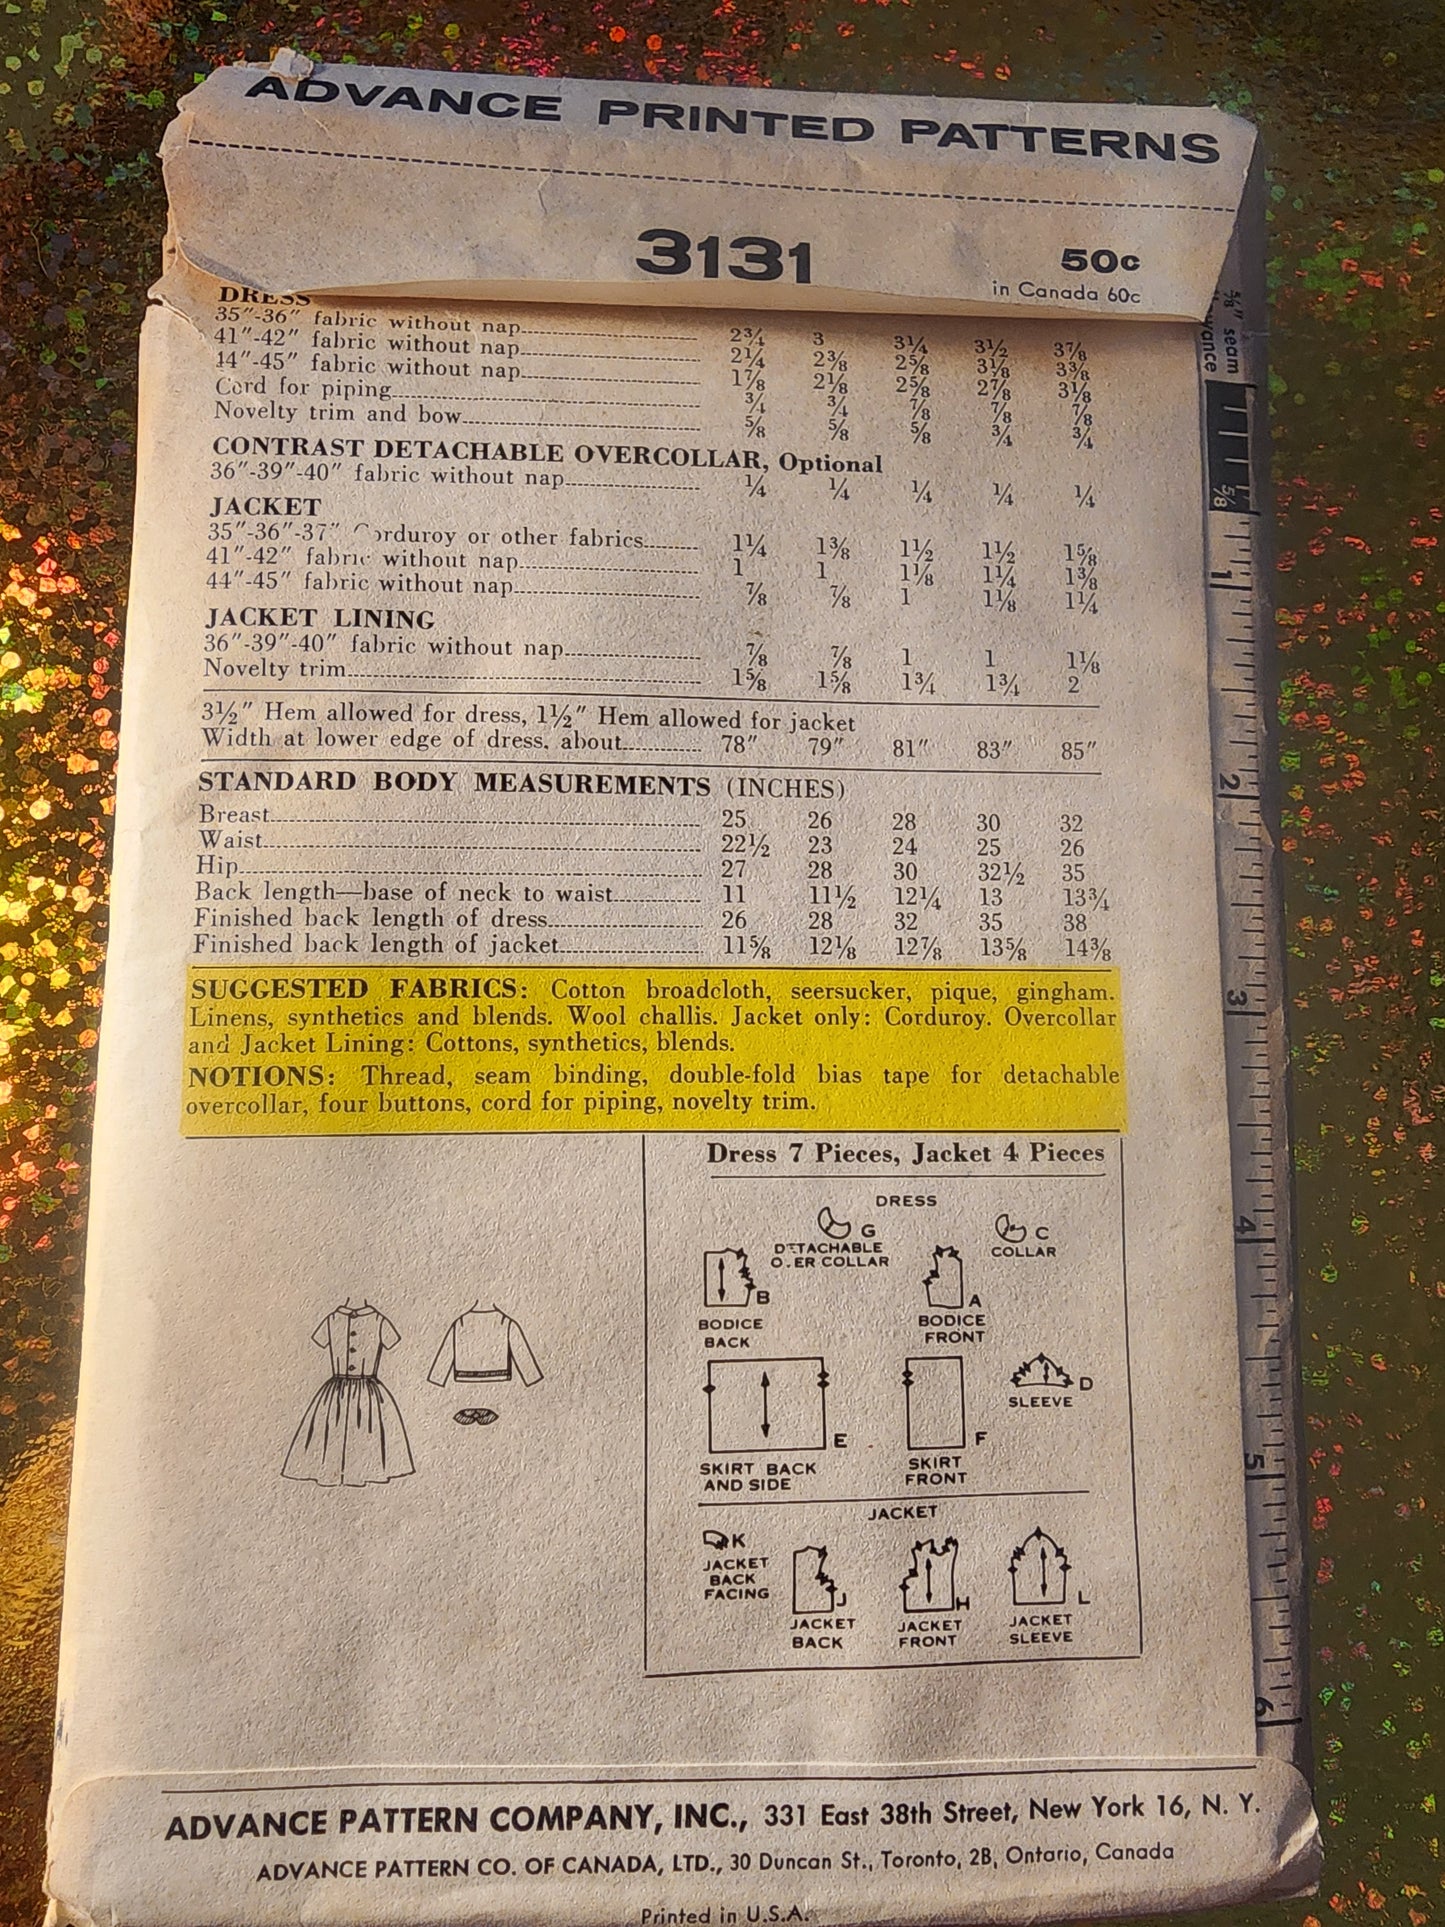 ADVANCE PRINTED PATTERNS
3131
50c
in Canada 60c
DRESS
35"-36" fabric without nap 2¾ 3 3¼ 3½ 3⅞
41"-42" fabric without nap 2¼ 2⅜ 2⅝ 3⅛ 3⅜
44"-45" fabric without nap 1⅞ 2⅛ 2⅝ 2⅞ 3⅛
Cord for piping ¾ ¾ ⅞ ⅞ ⅞
Novelty trim and bow ⅝ ⅝ ⅝ ¾ ¾
CONTRAST DETACHABLE OVERCOLLAR, Optional
36"-39"-40" fabric without nap ¼ ¼ ¼ ¼ ¼
JACKET
35"-36"-37" Corduroy or other fabrics 1¼ 1⅜ 1½ 1½ 1⅝
41"-42" fabric without nap 1 1 1⅛ 1¼ 1⅜
44"-45" fabric without nap ⅞ ⅞ 1 1⅛ 1¼
JACKET LINING
36"-39"-40" fabric without nap ⅞ ⅞ 1 1 1⅛
Novelty trim 1⅝ 1⅝ 1¾ 1¾ 2
3½" Hem allowed for dress, 1½" Hem allowed for jacket
Width at lower edge of dress, about 78" 79" 81" 83" 85"
STANDARD BODY MEASUREMENTS (INCHES)
Breast 25 26 28 30 32
Waist 22½ 23 24 25 26
Hip 27 28 30 32½ 35
Back length—base of neck to waist 11 11½ 12¼ 13 13¾
Finished back length of dress 26 28 32 35 38
Finished back length of jacket 11⅝ 12⅛ 12⅞ 13⅝ 14⅜
SUGGESTED FABRICS: Cotton broadcloth, seersucker, pique, gingham.
Linens, synthetics and blends. Wool challis. Jacket only: Corduroy. Overcollar
and Jacket Lining: Cottons, synthetics, blends.
NOTIONS: Thread, seam binding, double-fold bias tape for detachable
overcollar, four buttons, cord for piping, novelty trim.
Dress 7 Pieces, Jacket 4 Pieces
DRESS
G
DETACHABLE
OVER COLLAR
C
COLLAR
B
BODICE
BACK
A
BODICE
FRONT
E
SKIRT BACK
AND SIDE
F
SKIRT
FRONT
D
SLEEVE
JACKET
K
JACKET
BACK
FACING
J
JACKET
BACK
H
JACKET
FRONT
L
JACKET
SLEEVE
⅝" seam
⅝
1
2
3
4
5
6
ADVANCE PATTERN COMPANY, INC., 331 East 38th Street, New York 16, N. Y.
ADVANCE PATTERN CO. OF CANADA, LTD., 30 Duncan St., Toronto, 2B, Ontario, Canada
Printed in U.S.A.